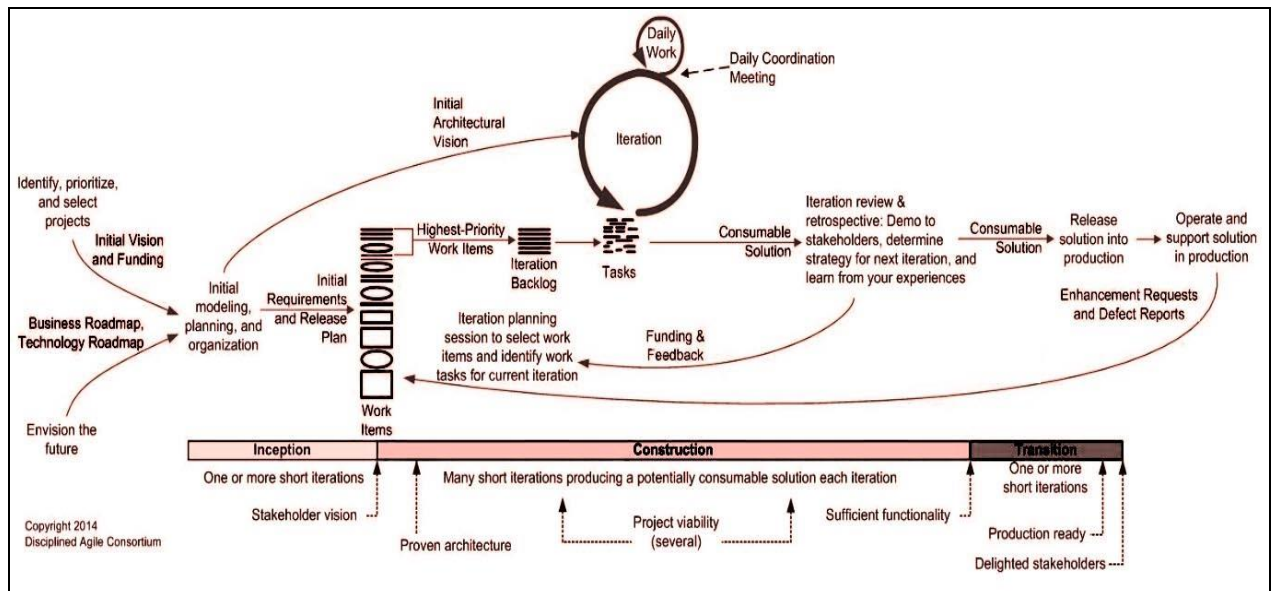 Daily
Work
Daily Coordination
Meeting
Initial
Architectural
Vision
Iteration
Identify, prioritize,
and select
projects
Initial Vision
and Funding
Business Roadmap,
Technology Roadmap
Envision the
future
Initial
modeling,
planning, and
organization
Initial
Requirements
and Release
Plan
Work
Items
Highest-Priority
Work Items
Iteration
Backlog
Tasks
Consumable
Solution
Iteration review &
retrospective: Demo to
stakeholders, determine
strategy for next iteration, and
learn from your experiences
Consumable
Solution
Release
solution into
production
Operate and
support solution
in production
Enhancement Requests
and Defect Reports
Iteration planning
session to select work
items and identify work
tasks for current iteration
Funding &
Feedback
Inception
Construction
Transition
One or more short iterations
Many short iterations producing a potentially consumable solution each iteration
One or more
short iterations
Stakeholder vision
Proven architecture
Project viability
(several)
Sufficient functionality
Production ready
Delighted stakeholders
Copyright 2014
Disciplined Agile Consortium